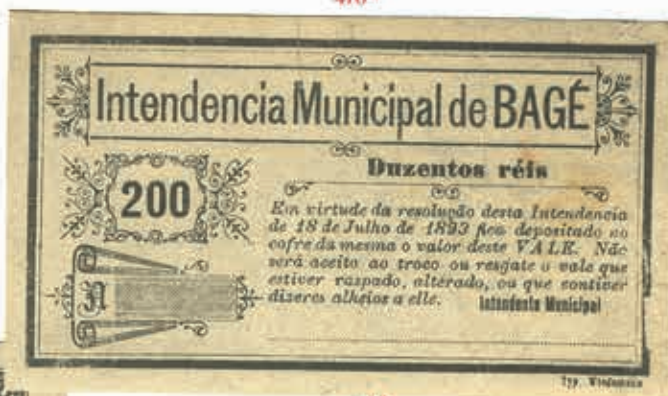 Intendencia Municipal de BAGÉ
Duzentos réis
200
Em virtude da resolução desta Intendencia
de 18 de Julho de 1893 fica depositado no
cofre da mesma o valor deste VALE. Não
será aceito ao troco ou resgate o vale que
estiver raspado, alterado, ou que contiver
dizeres alheios a elle.
Intendente Municipal
Typ.